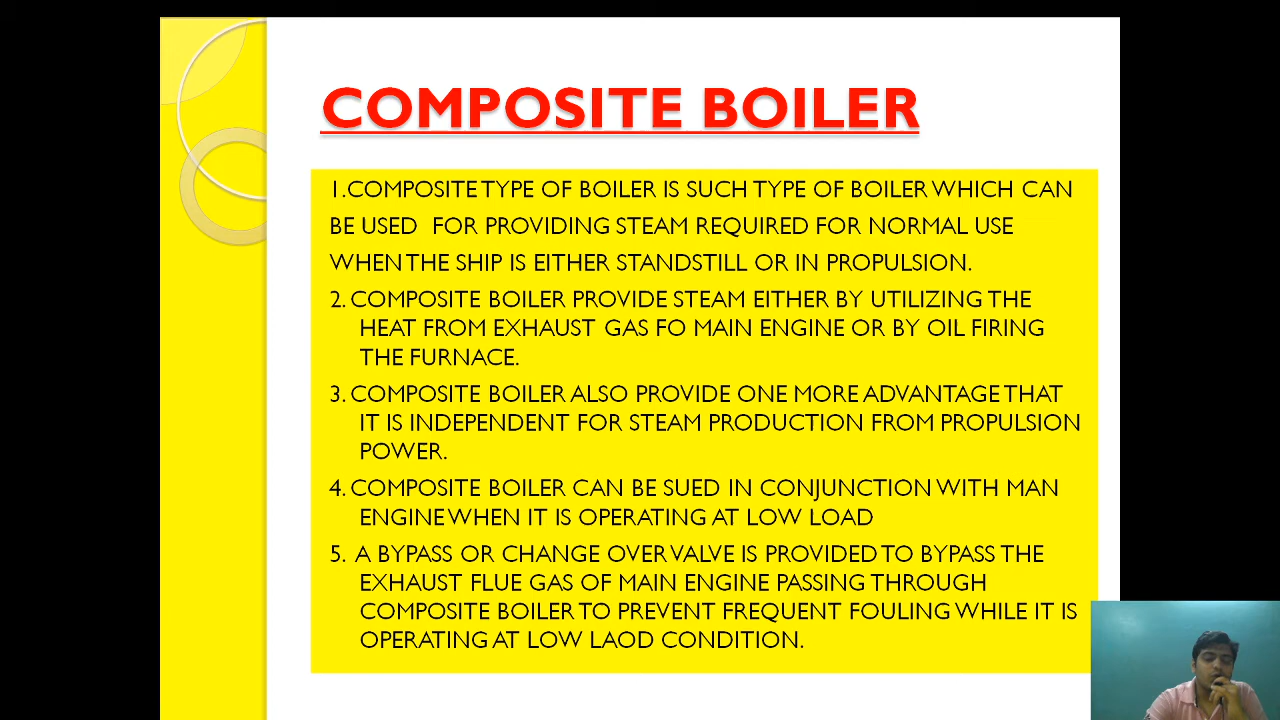 COMPOSITE BOILER
1.COMPOSITE TYPE OF BOILER IS SUCH TYPE OF BOILER WHICH CAN
BE USED FOR PROVIDING STEAM REQUIRED FOR NORMAL USE
WHEN THE SHIP IS EITHER STANDSTILL OR IN PROPULSION.
2. COMPOSITE BOILER PROVIDE STEAM EITHER BY UTILIZING THE
HEAT FROM EXHAUST GAS FO MAIN ENGINE OR BY OIL FIRING
THE FURNACE.
3. COMPOSITE BOILER ALSO PROVIDE ONE MORE ADVANTAGE THAT
IT IS INDEPENDENT FOR STEAM PRODUCTION FROM PROPULSION
POWER.
4. COMPOSITE BOILER CAN BE SUED IN CONJUNCTION WITH MAN
ENGINE WHEN IT IS OPERATING AT LOW LOAD
5. A BYPASS OR CHANGE OVER VALVE IS PROVIDED TO BYPASS THE
EXHAUST FLUE GAS OF MAIN ENGINE PASSING THROUGH
COMPOSITE BOILER TO PREVENT FREQUENT FOULING WHILE IT IS
OPERATING AT LOW LAOD CONDITION.